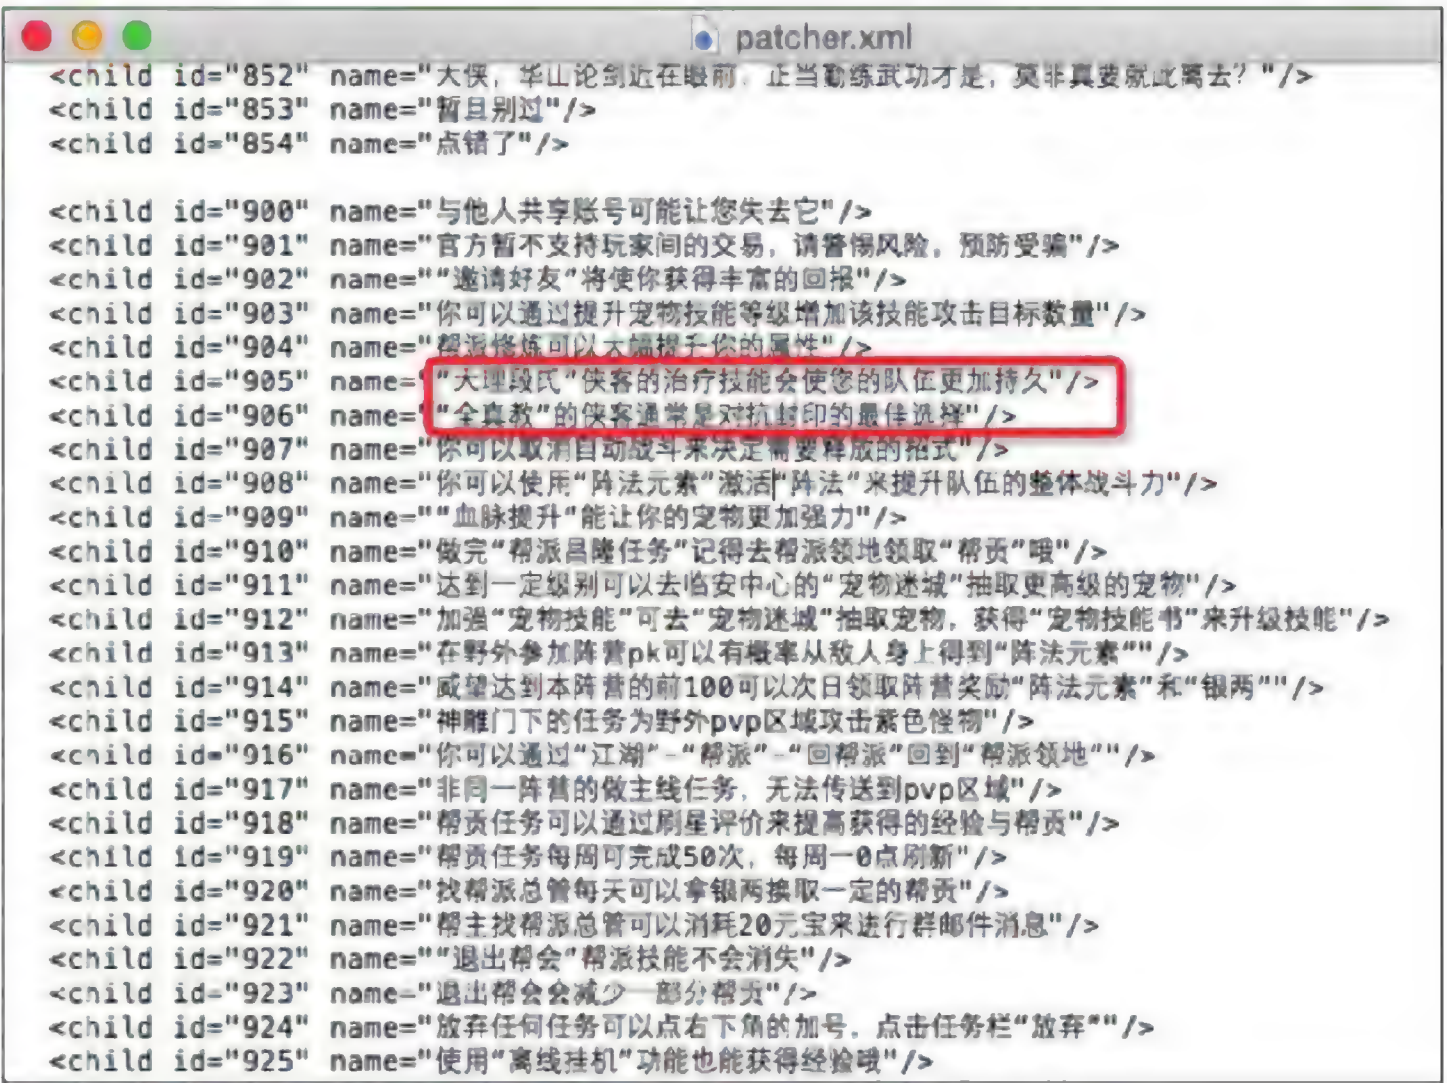 patcher.xml
<child id="852" name="大侠，华山论剑近在眼前，正当勤练武功才是，莫非真要就此离去？"/>
<child id="853" name="暂且别过"/>
<child id="854" name="点错了"/>
<child id="900" name="与他人共享账号可能让您失去它"/>
<child id="901" name="官方暂不支持玩家间的交易，请警惕风险，预防受骗"/>
<child id="902" name="“邀请好友”将使你获得丰富的回报"/>
<child id="903" name="你可以通过提升宠物技能等级增加该技能攻击目标数量"/>
<child id="904" name="帮派修炼可以大幅提升你的属性"/>
<child id="905" name="“大理段氏”侠客的治疗技能会使您的队伍更加持久"/>
<child id="906" name="“全真教”的侠客通常是对抗封印的最佳选择"/>
<child id="907" name="你可以取消自动战斗来决定需要释放的招式"/>
<child id="908" name="你可以使用“阵法元素”激活“阵法”来提升队伍的整体战斗力"/>
<child id="909" name="“血脉提升”能让你的宠物更加强力"/>
<child id="910" name="做完“帮派昌隆任务”记得去帮派领地领取“帮贡”哦"/>
<child id="911" name="达到一定级别可以去临安中心的“宠物迷城”抽取更高级的宠物"/>
<child id="912" name="加强“宠物技能”可去“宠物迷城”抽取宠物，获得“宠物技能书”来升级技能"/>
<child id="913" name="在野外参加阵营pk可以有概率从敌人身上得到“阵法元素”"/>
<child id="914" name="威望达到本阵营的前100可以次日领取阵营奖励“阵法元素”和“银两”"/>
<child id="915" name="神雕门下的任务为野外pvp区域攻击紫色怪物"/>
<child id="916" name="你可以通过“江湖”-“帮派”-“回帮派”回到“帮派领地”"/>
<child id="917" name="非同一阵营的做主线任务，无法传送到pvp区域"/>
<child id="918" name="帮贡任务可以通过刷星评价来提高获得的经验与帮贡"/>
<child id="919" name="帮贡任务每周可完成50次，每周一0点刷新"/>
<child id="920" name="找帮派总管每天可以拿银两换取一定的帮贡"/>
<child id="921" name="帮主找帮派总管可以消耗20元宝来进行群邮件消息"/>
<child id="922" name="“退出帮会”帮派技能不会消失"/>
<child id="923" name="退出帮会会减少一部分帮贡"/>
<child id="924" name="放弃任何任务可以点右下角的加号，点击任务栏“放弃”"/>
<child id="925" name="使用“离线挂机”功能也能获得经验哦"/>